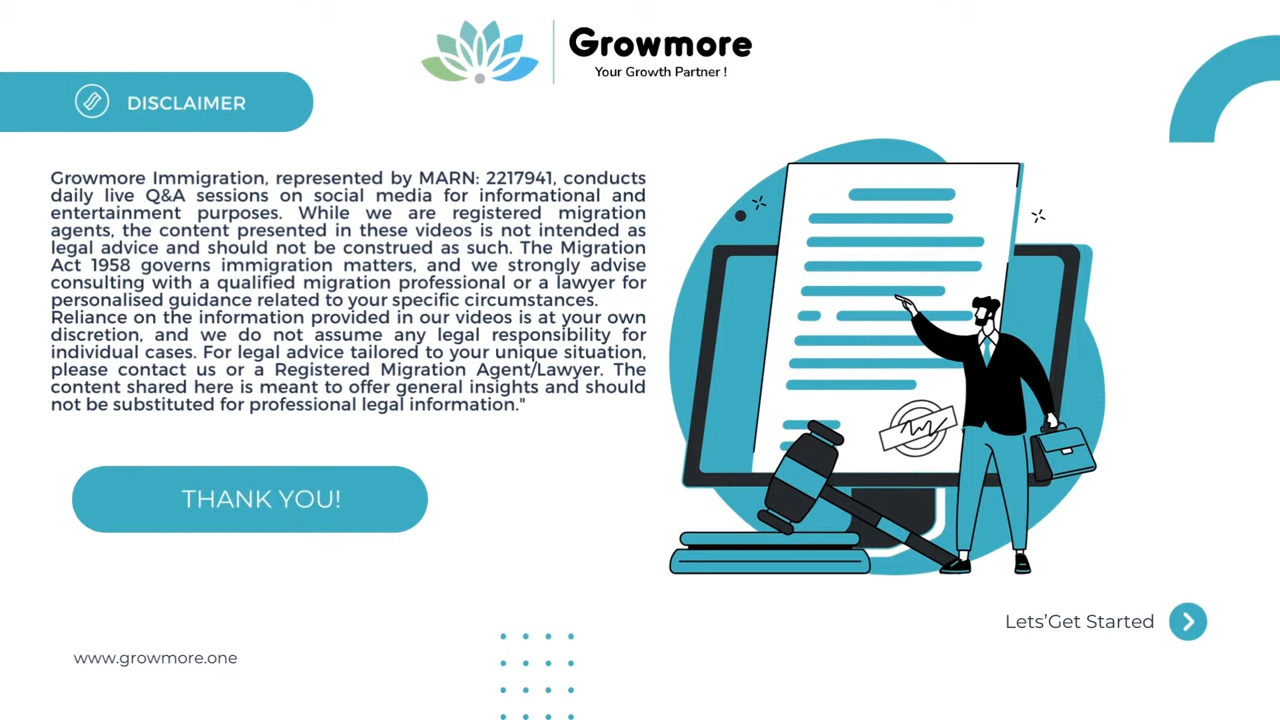 Growmore
Your Growth Partner !
DISCLAIMER
Growmore Immigration, represented by MARN: 2217941, conducts
daily live Q&A sessions on social media for informational and
entertainment purposes. While we are registered migration
agents, the content presented in these videos is not intended as
legal advice and should not be construed as such. The Migration
Act 1958 governs immigration matters, and we strongly advise
consulting with a qualified migration professional or a lawyer for
personalised guidance related to your specific circumstances.
Reliance on the information provided in our videos is at your own
discretion, and we do not assume any legal responsibility for
individual cases. For legal advice tailored to your unique situation,
please contact us or a Registered Migration Agent/Lawyer. The
content shared here is meant to offer general insights and should
not be substituted for professional legal information."
THANK YOU!
Lets'Get Started
www.growmore.one